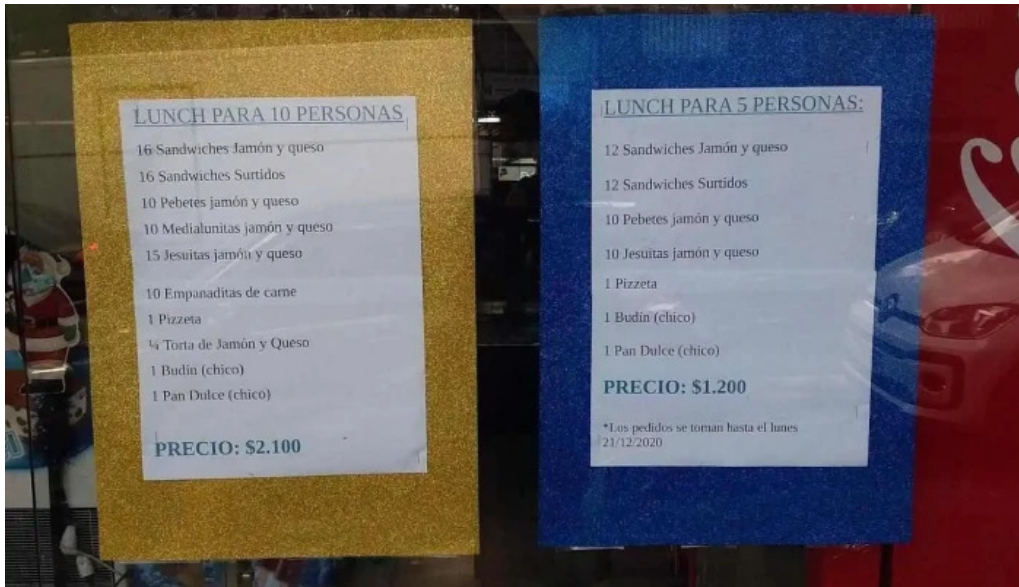 LUNCH PARA 10 PERSONAS
16 Sandwiches Jamón y queso
16 Sandwiches Surtidos
10 Pebetes jamón y queso
10 Medialunitas jamón y queso
15 Jesuitas jamón y queso
10 Empanaditas de carne
1 Pizzeta
¼ Torta de Jamón y Queso
1 Budin (chico)
1 Pan Dulce (chico)
PRECIO: $2.100
LUNCH PARA 5 PERSONAS:
12 Sandwiches Jamón y queso
12 Sandwiches Surtidos
10 Pebetes jamón y queso
10 Jesuitas jamón y queso
1 Pizzeta
1 Budin (chico)
1 Pan Dulce (chico)
PRECIO: $1.200
*Los pedidos se toman hasta el lunes
21/12/2020